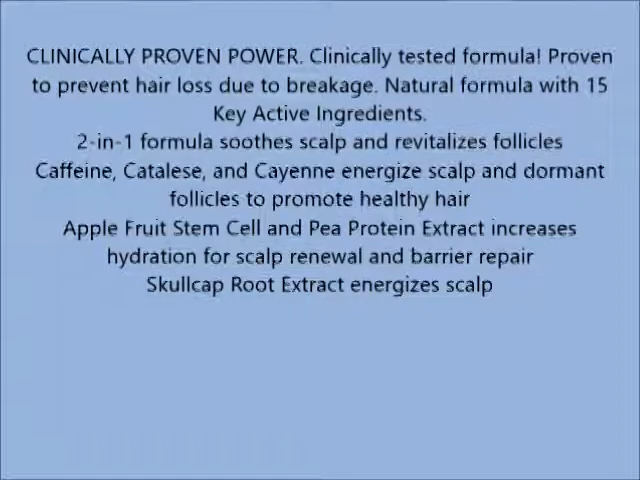 CLINICALLY PROVEN POWER. Clinically tested formula! Proven
to prevent hair loss due to breakage. Natural formula with 15
Key Active Ingredients.
2-in-1 formula soothes scalp and revitalizes follicles
Caffeine, Catalese, and Cayenne energize scalp and dormant
follicles to promote healthy hair
Apple Fruit Stem Cell and Pea Protein Extract increases
hydration for scalp renewal and barrier repair
Skullcap Root Extract energizes scalp